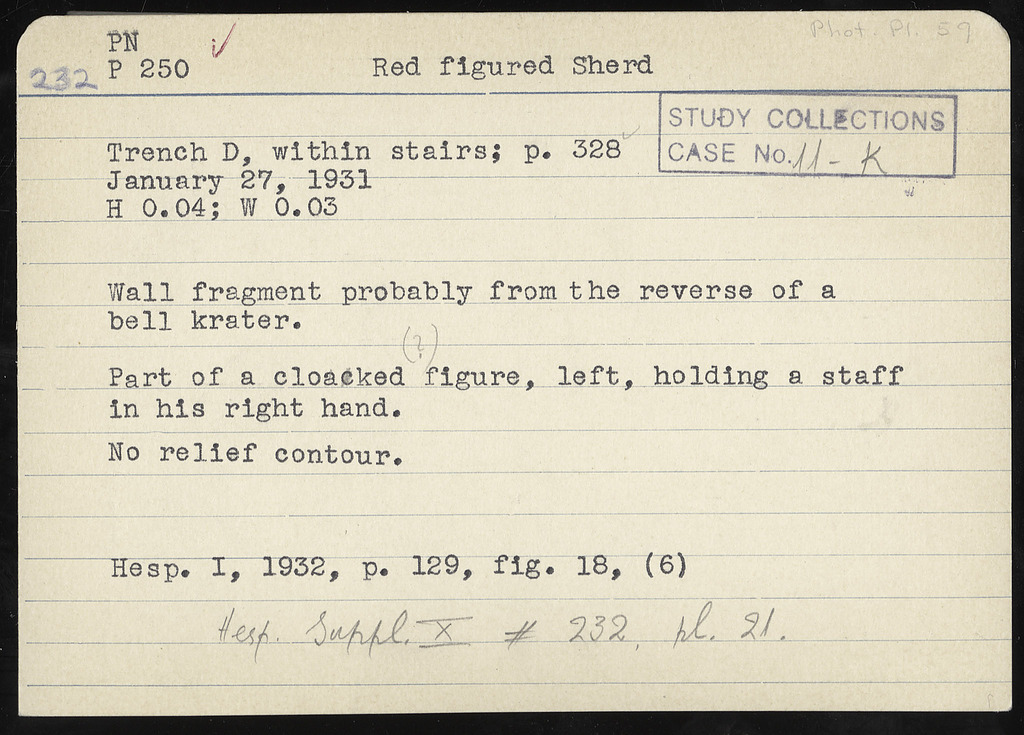 Phot. Pl. 59
PN
232 P 250 Red figured Sherd
STUDY COLLECTIONS
CASE No. 11 - K
Trench D, within stairs; p. 328
January 27, 1931
H 0.04; W 0.03
Wall fragment probably from the reverse of a
bell krater.
(?)
Part of a cloacked figure, left, holding a staff
in his right hand.
No relief contour.
Hesp. I, 1932, p. 129, fig. 18, (6)
Hesp. Suppl. X # 232, pl. 21.